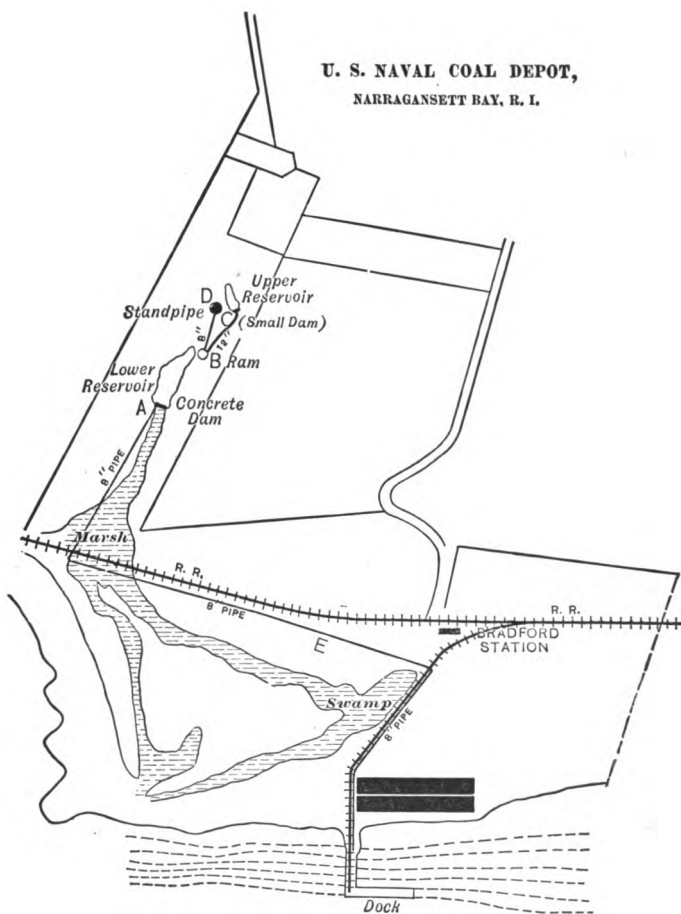 U. S. NAVAL COAL DEPOT,
NARRAGANSETT BAY, R. I.
D
Upper
Reservoir
Standpipe
C
(Small Dam)
8"
12"
B
Ram
Lower
Reservoir
A
Concrete
Dam
8" PIPE
Marsh
R. R.
8 PIPE
R. R.
BRADFORD
STATION
E
Swamp
8" PIPE
Dock